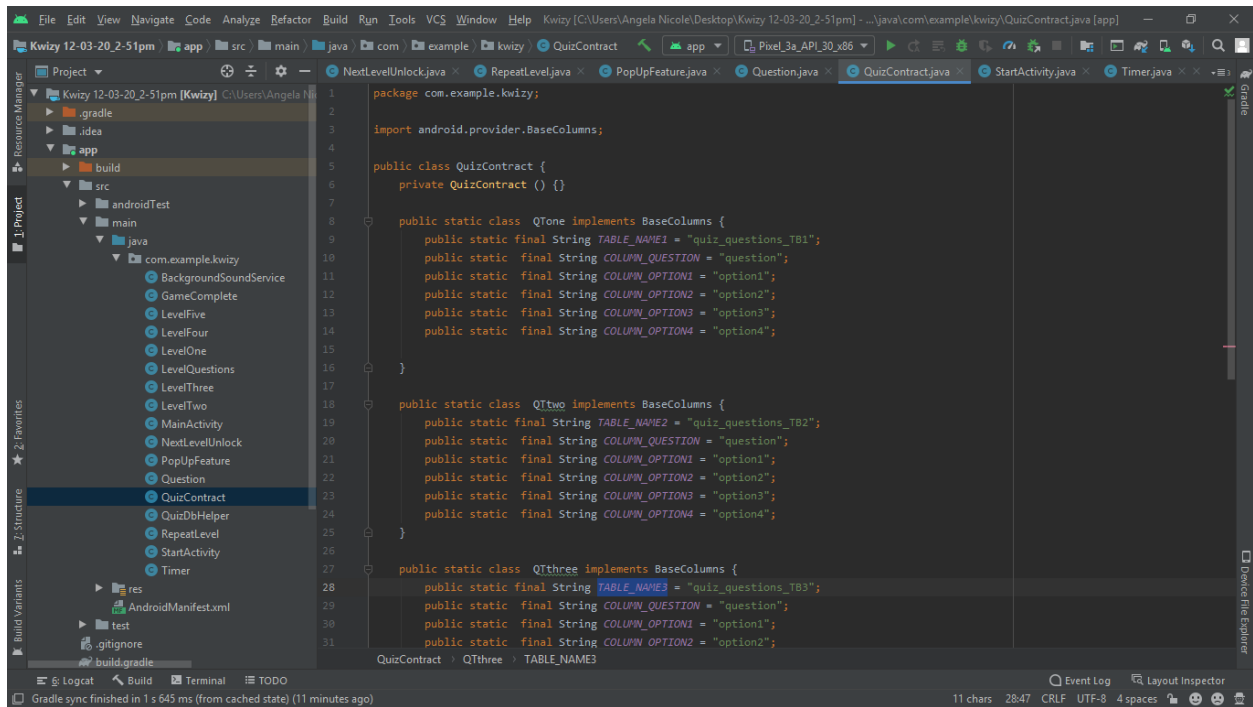 File Edit View Navigate Code Analyze Refactor Build Run Tools VCS Window Help Kwizy [C:\Users\Angela Nicole\Desktop\Kwizy 12-03-20_2-51pm] - ...\java\com\example\kwizy\QuizContract.java [app]
Kwizy 12-03-20_2-51pm app src main java com example kwizy QuizContract app Pixel_3a_API_30_x86
Project NextLevelUnlock.java RepeatLevel.java PopUpFeature.java Question.java QuizContract.java StartActivity.java Timer.java
Resource Manager
1: Project
2: Favorites
7: Structure
Build Variants
Kwizy 12-03-20_2-51pm [Kwizy] C:\Users\Angela Ni
.gradle
.idea
app
build
src
androidTest
main
java
com.example.kwizy
BackgroundSoundService
GameComplete
LevelFive
LevelFour
LevelOne
LevelQuestions
LevelThree
LevelTwo
MainActivity
NextLevelUnlock
PopUpFeature
Question
QuizContract
QuizDbHelper
RepeatLevel
StartActivity
Timer
res
AndroidManifest.xml
test
.gitignore
build.gradle
1 package com.example.kwizy;
2
3 import android.provider.BaseColumns;
4
5 public class QuizContract {
6 private QuizContract () {}
7
8 public static class  QTone implements BaseColumns {
9 public static final String TABLE_NAME1 = "quiz_questions_TB1";
10 public static  final String COLUMN_QUESTION = "question";
11 public static  final String COLUMN_OPTION1 = "option1";
12 public static  final String COLUMN_OPTION2 = "option2";
13 public static  final String COLUMN_OPTION3 = "option3";
14 public static  final String COLUMN_OPTION4 = "option4";
15
16 }
17
18 public static class  QTtwo implements BaseColumns {
19 public static final String TABLE_NAME2 = "quiz_questions_TB2";
20 public static  final String COLUMN_QUESTION = "question";
21 public static  final String COLUMN_OPTION1 = "option1";
22 public static  final String COLUMN_OPTION2 = "option2";
23 public static  final String COLUMN_OPTION3 = "option3";
24 public static  final String COLUMN_OPTION4 = "option4";
25 }
26
27 public static class  QTthree implements BaseColumns {
28 public static final String TABLE_NAME3 = "quiz_questions_TB3";
29 public static  final String COLUMN_QUESTION = "question";
30 public static  final String COLUMN_OPTION1 = "option1";
31 public static  final String COLUMN_OPTION2 = "option2";
QuizContract QTthree TABLE_NAME3
Gradle
Device File Explorer
6: Logcat Build Terminal TODO Event Log Layout Inspector
Gradle sync finished in 1 s 645 ms (from cached state) (11 minutes ago) 11 chars 28:47 CRLF UTF-8 4 spaces